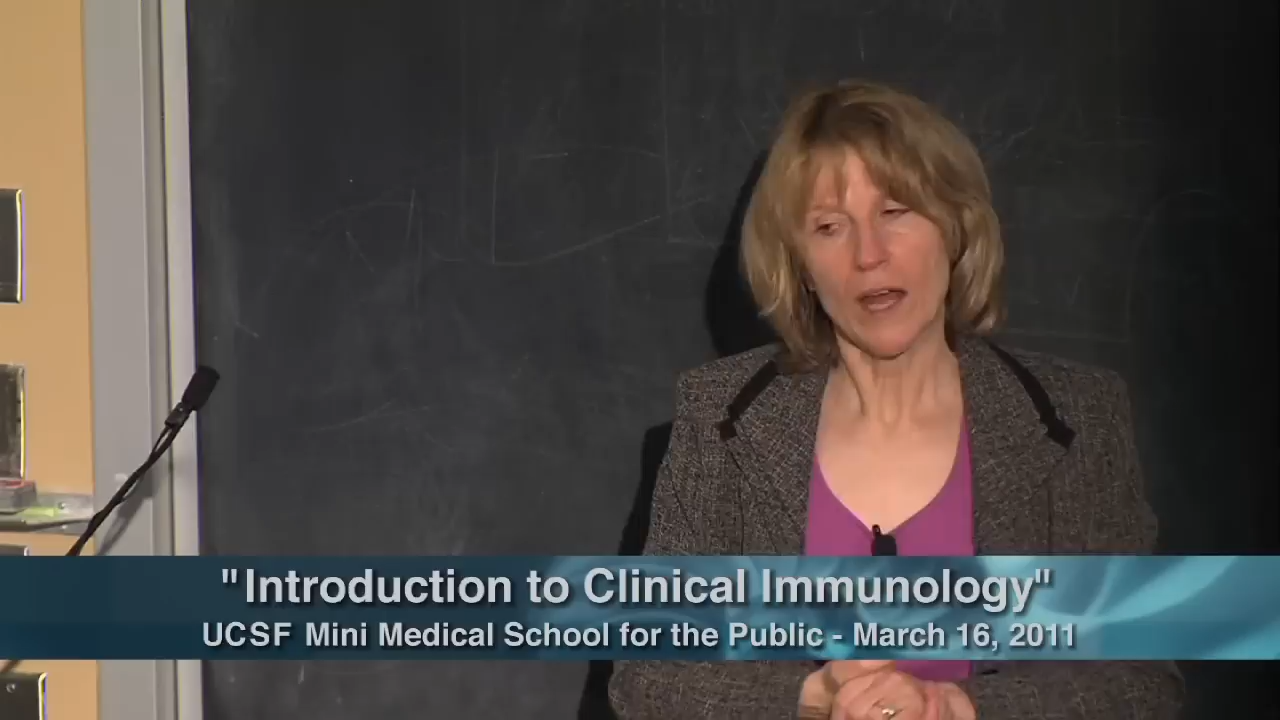 "Introduction to Clinical Immunology"
UCSF Mini Medical School for the Public - March 16, 2011